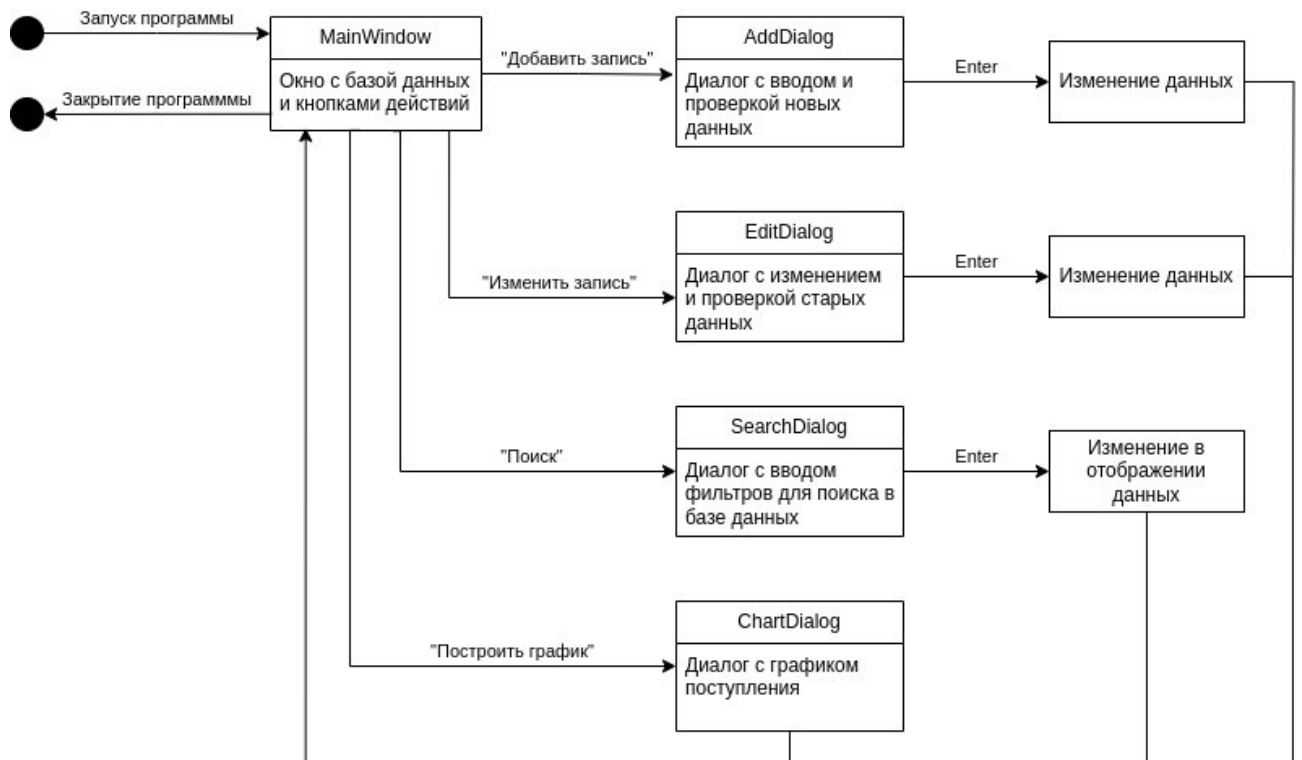 Запуск программы
MainWindow
Окно с базой данных
и кнопками действий
Закрытие программмы
"Добавить запись"
AddDialog
Диалог с вводом и
проверкой новых
данных
Enter
Изменение данных
"Изменить запись"
EditDialog
Диалог с изменением
и проверкой старых
данных
Enter
Изменение данных
"Поиск"
SearchDialog
Диалог с вводом
фильтров для поиска в
базе данных
Enter
Изменение в
отображении
данных
"Построить график"
ChartDialog
Диалог с графиком
поступления